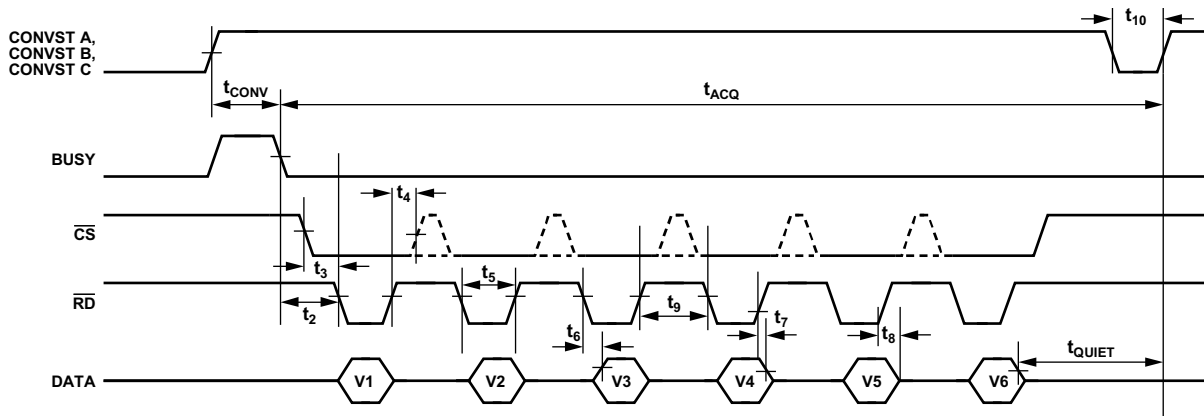 CONVST A,
CONVST B,
CONVST C
t10
tCONV
tACQ
BUSY
t4
CS
t3
t5
RD
t2
t9
t6
t7
t8
tQUIET
DATA
V1
V2
V3
V4
V5
V6